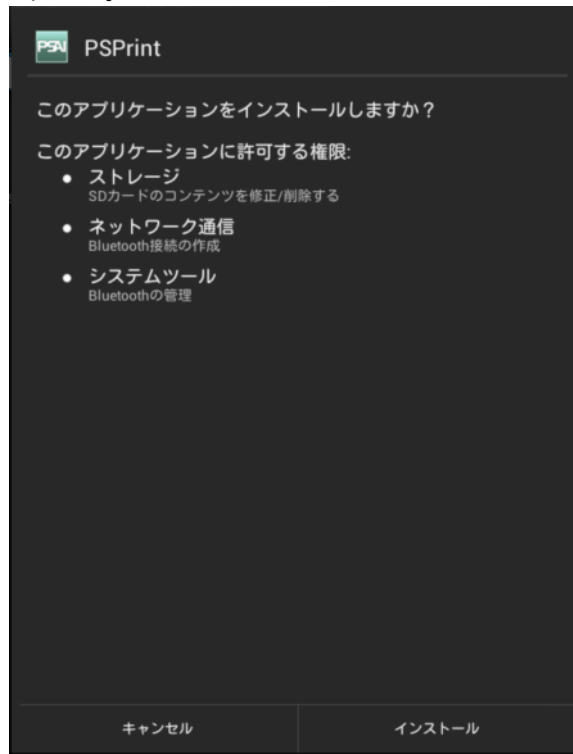 PSPrint
このアプリケーションをインストールしますか？
このアプリケーションに許可する権限:
ストレージ
SDカードのコンテンツを修正/削除する
ネットワーク通信
Bluetooth接続の作成
システムツール
Bluetoothの管理
キャンセル インストール